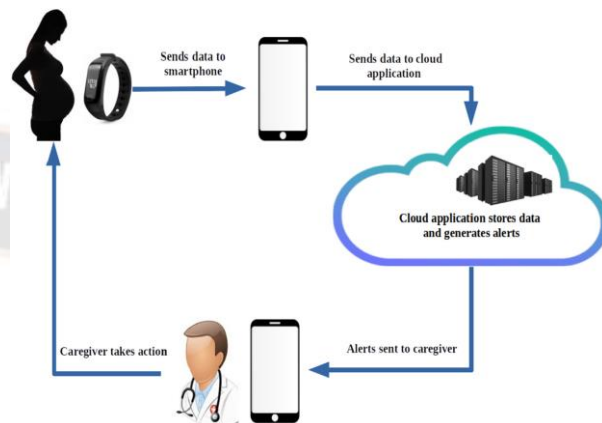 Sends data to
smartphone
Sends data to cloud
application
Cloud application stores data
and generates alerts
Caregiver takes action
Alerts sent to caregiver